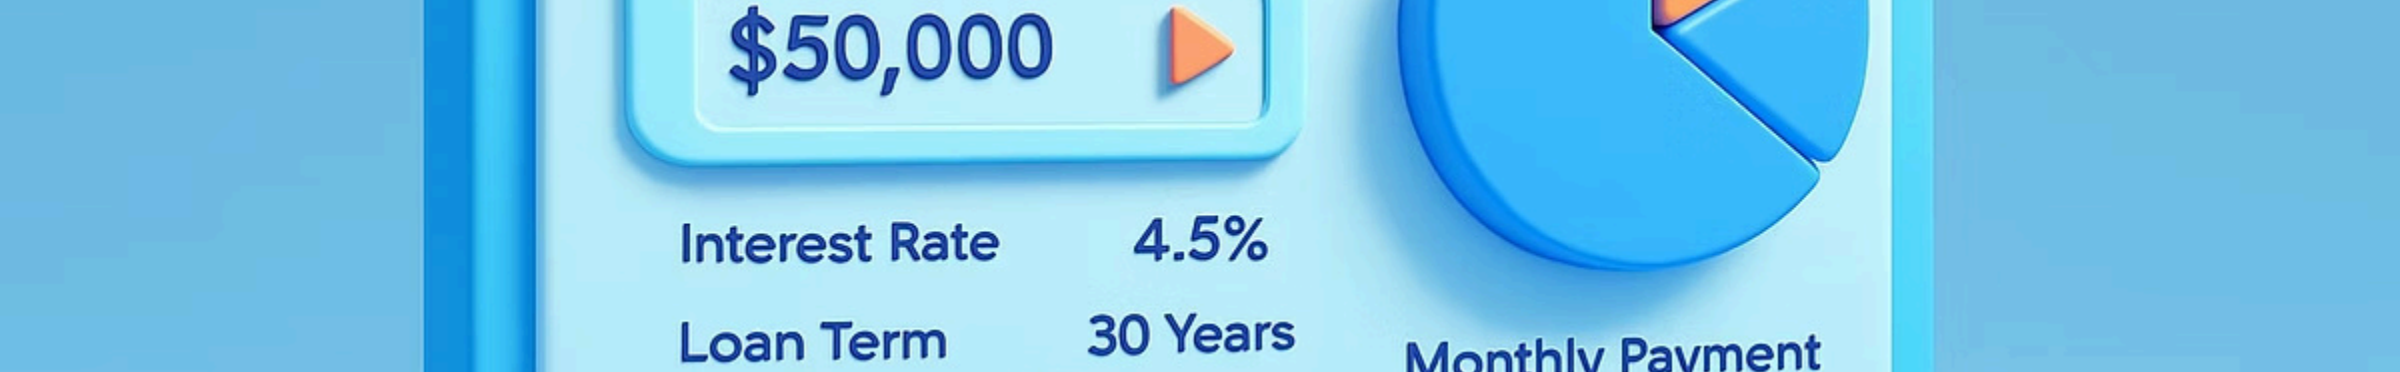 $50,000
Interest Rate 4.5%
Loan Term 30 Years
Monthly Payment